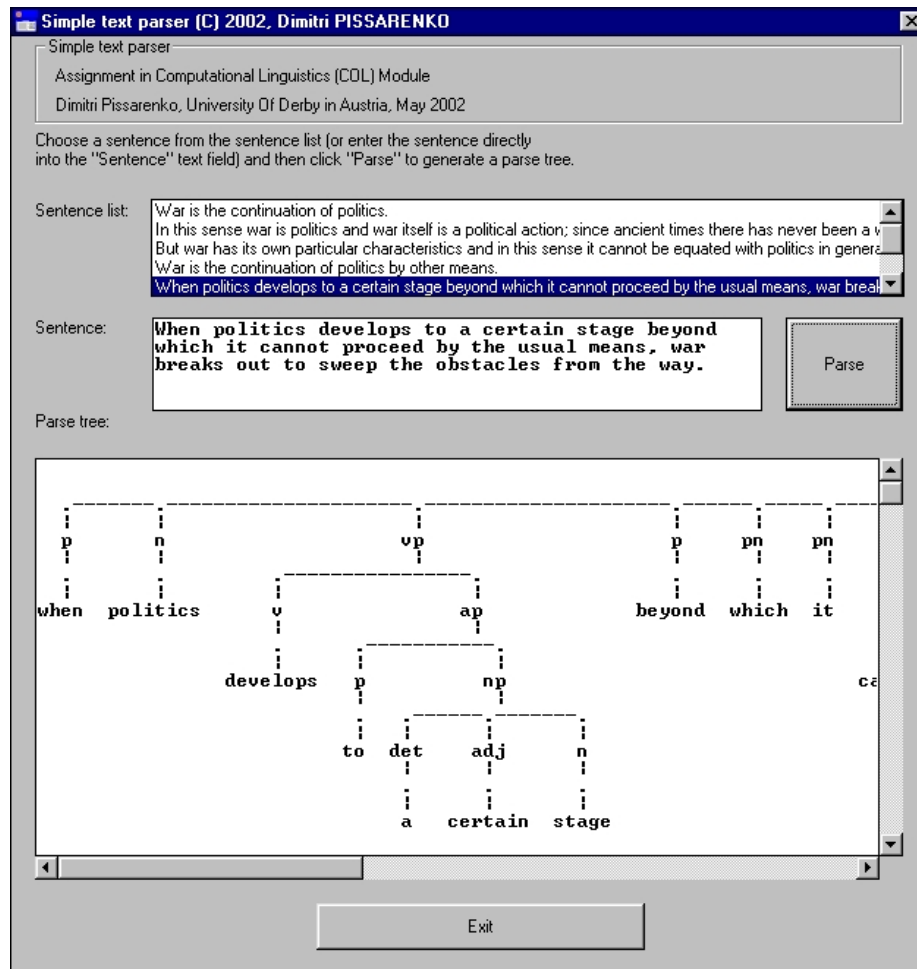 Simple text parser (C) 2002, Dimitri PISSARENKO
Simple text parser
Assignment in Computational Linguistics (COL) Module
Dimitri Pissarenko, University Of Derby in Austria, May 2002
Choose a sentence from the sentence list (or enter the sentence directly
into the "Sentence" text field) and then click "Parse" to generate a parse tree.
Sentence list:
War is the continuation of politics.
In this sense war is politics and war itself is a political action; since ancient times there has never been a w
But war has its own particular characteristics and in this sense it cannot be equated with politics in genera
War is the continuation of politics by other means.
When politics develops to a certain stage beyond which it cannot proceed by the usual means, war break
Sentence:
When politics develops to a certain stage beyond
which it cannot proceed by the usual means, war
breaks out to sweep the obstacles from the way.
Parse
Parse tree:
p n vp p pn pn
when politics v ap beyond which it
develops p np ca
to det adj n
a certain stage
Exit